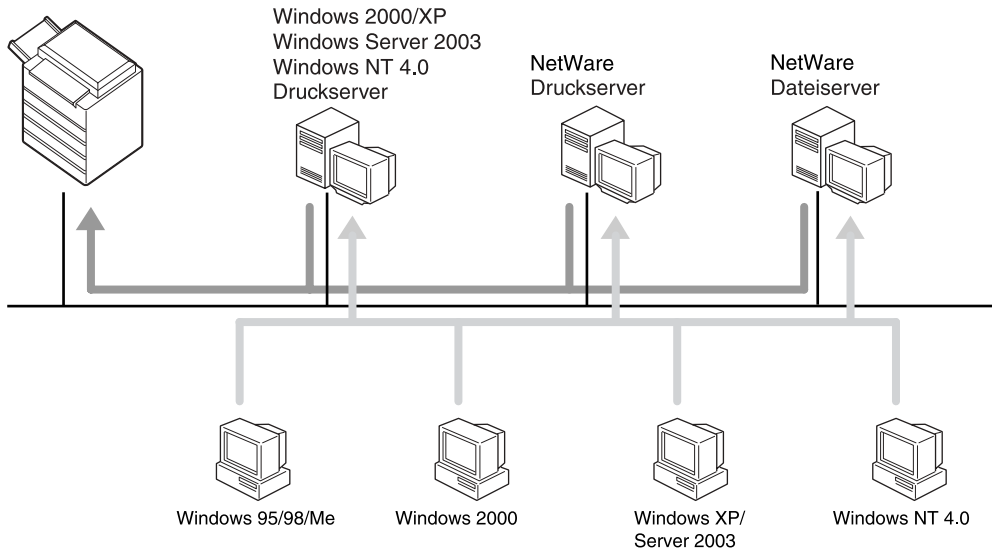 Windows 2000/XP
Windows Server 2003
Windows NT 4.0
Druckserver
NetWare
Druckserver
NetWare
Dateiserver
Windows 95/98/Me
Windows 2000
Windows XP/
Server 2003
Windows NT 4.0